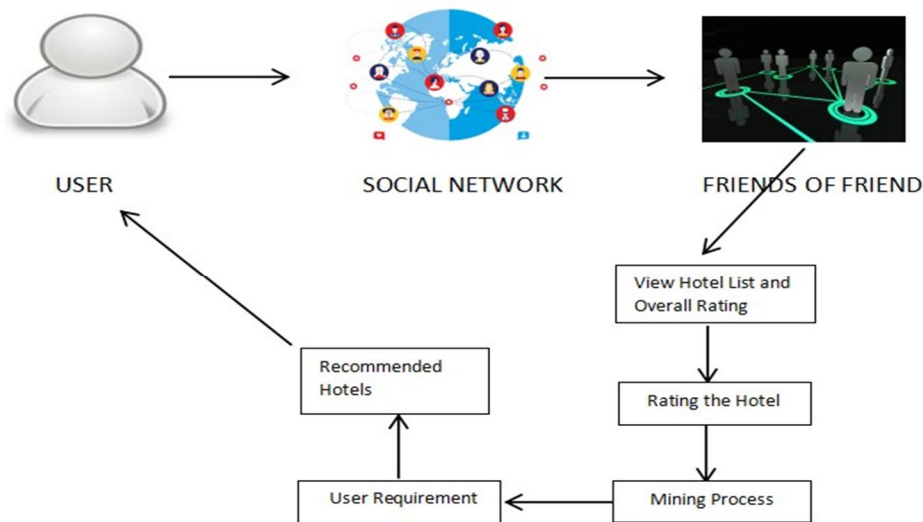 USER
SOCIAL NETWORK
FRIENDS OF FRIEND
View Hotel List and
Overall Rating
Recommended
Hotels
Rating the Hotel
User Requirement
Mining Process